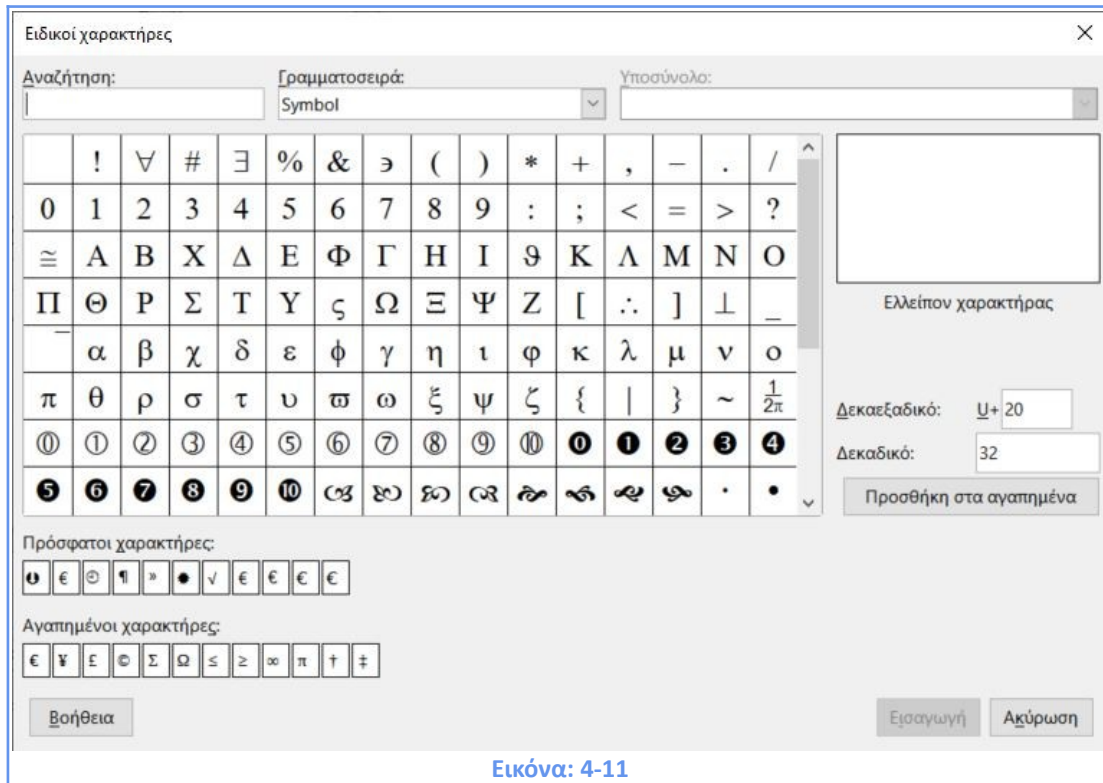 Ειδικοί χαρακτήρες
Αναζήτηση: Γραμματοσειρά: Υποσύνολο:
Symbol
! ∀ # ∃ % & ϶ ( ) * + , − . /
0 1 2 3 4 5 6 7 8 9 : ; < = > ?
≅ Α Β Χ Δ Ε Φ Γ Η Ι ϑ Κ Λ Μ Ν Ο
Π Θ Ρ Σ Τ Υ ς Ω Ξ Ψ Ζ [ ∴ ] ⊥ _
‾ α β χ δ ε ϕ γ η ι φ κ λ μ ν ο
π θ ρ σ τ υ ϖ ω ξ ψ ζ { | } ~ 1/2π
⓪ ① ② ③ ④ ⑤ ⑥ ⑦ ⑧ ⑨ ⑩ ⓿ ❶ ❷ ❸ ❹
❺ ❻ ❼ ❽ ❾ ❿ 🙢 🙠 🙡 🙣 🙞 🙜 🙝 🙟 · •
Ελλείπον χαρακτήρας
Δεκαεξαδικό: U+ 20
Δεκαδικό: 32
Προσθήκη στα αγαπημένα
Πρόσφατοι χαρακτήρες:
€ ¶ » √ € € € €
Αγαπημένοι χαρακτήρες:
€ ¥ £ © Σ Ω ≤ ≥ ∞ π † ‡
Βοήθεια Εισαγωγή Ακύρωση
Εικόνα: 4-11